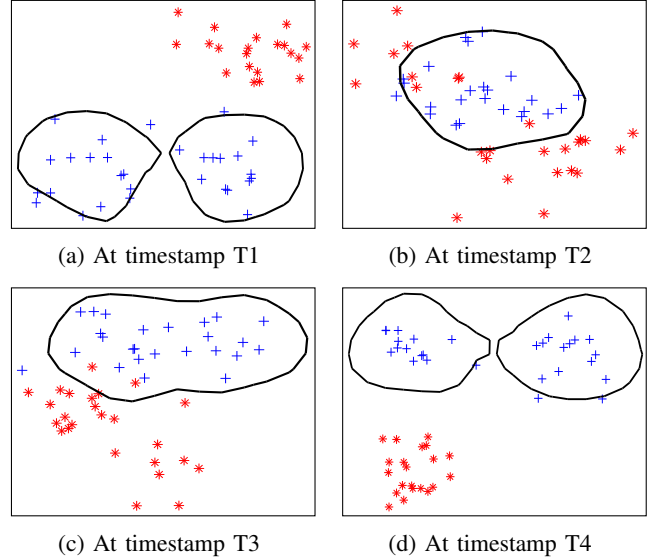 (a) At timestamp T1
(b) At timestamp T2
(c) At timestamp T3
(d) At timestamp T4